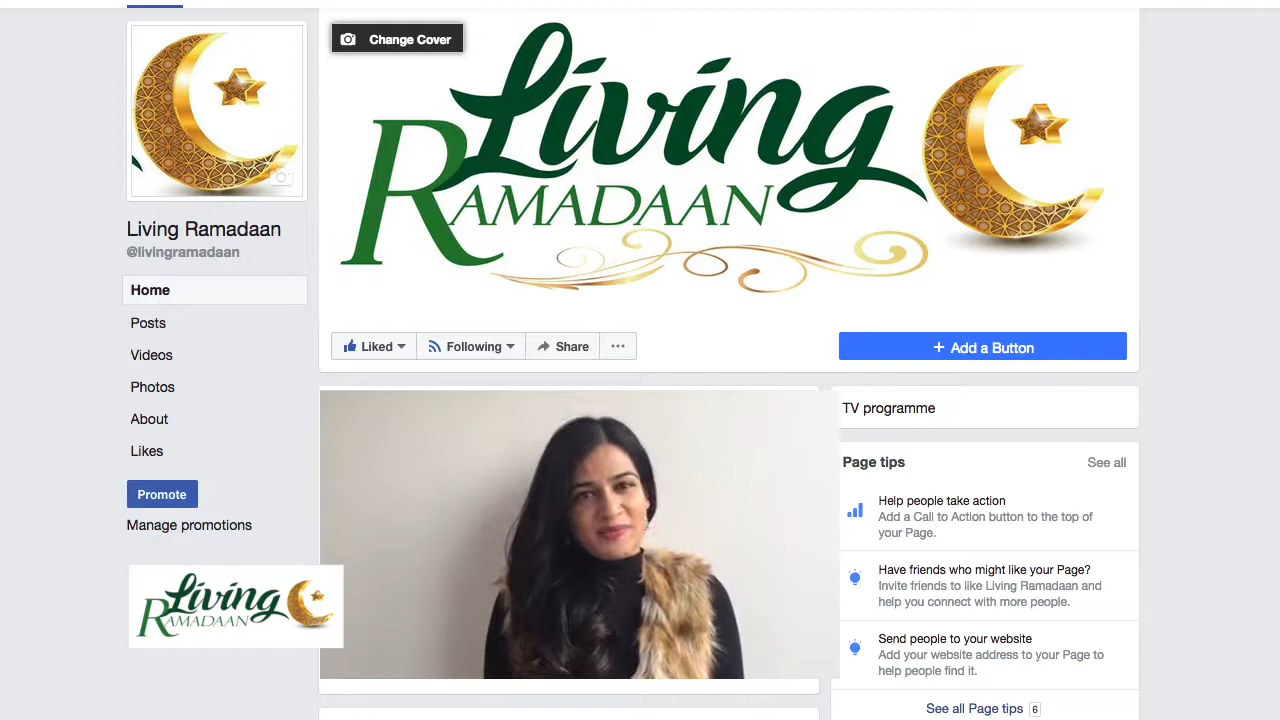 Change Cover
Living
RAMADAAN
Living Ramadaan
@livingramadaan
Home
Posts
Videos
Photos
About
Likes
Promote
Manage promotions
Living
RAMADAAN
Liked
Following
Share
+ Add a Button
TV programme
Page tips
See all
Help people take action
Add a Call to Action button to the top of
your Page.
Have friends who might like your Page?
Invite friends to like Living Ramadaan and
help you connect with more people.
Send people to your website
Add your website address to your Page to
help people find it.
See all Page tips 6